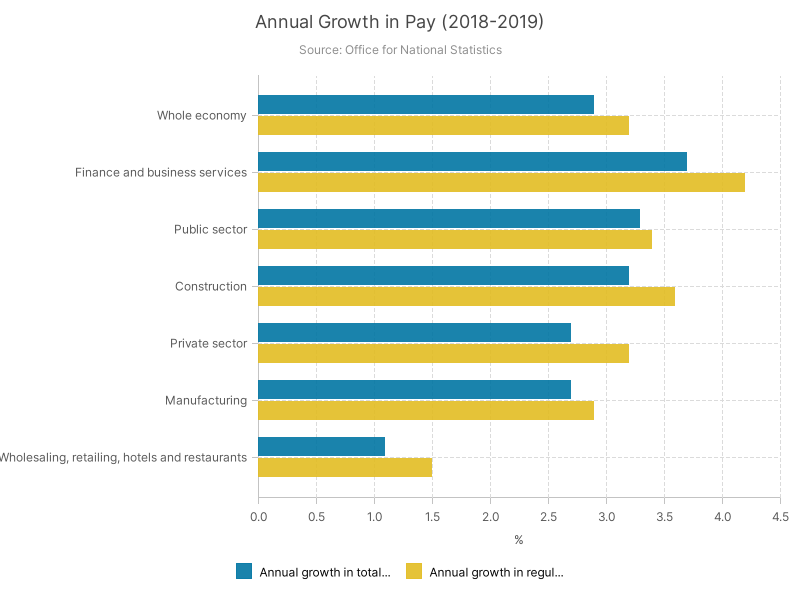 Annual Growth in Pay (2018-2019)
Source: Office for National Statistics
Whole economy
Finance and business services
Public sector
Construction
Private sector
Manufacturing
Wholesaling, retailing, hotels and restaurants
0.0 0.5 1.0 1.5 2.0 2.5 3.0 3.5 4.0 4.5
%
Annual growth in total... Annual growth in regul...